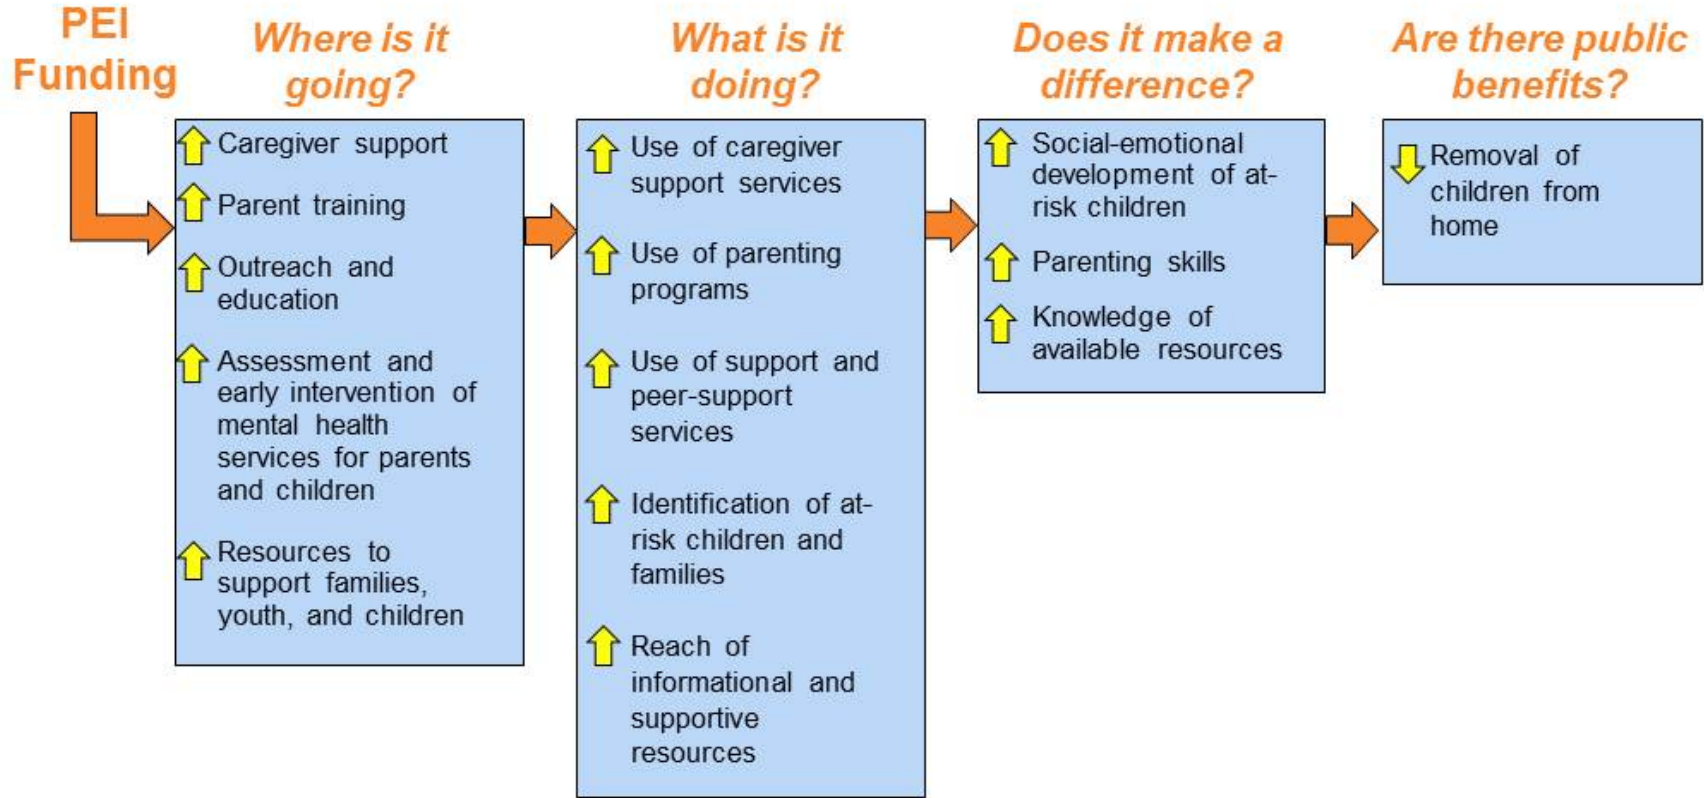 PEI
Funding
Where is it
going?
Caregiver support
Parent training
Outreach and
education
Assessment and
early intervention of
mental health
services for parents
and children
Resources to
support families,
youth, and children
What is it
doing?
Use of caregiver
support services
Use of parenting
programs
Use of support and
peer-support
services
Identification of at-
risk children and
families
Reach of
informational and
supportive
resources
Does it make a
difference?
Social-emotional
development of at-
risk children
Parenting skills
Knowledge of
available resources
Are there public
benefits?
Removal of
children from
home